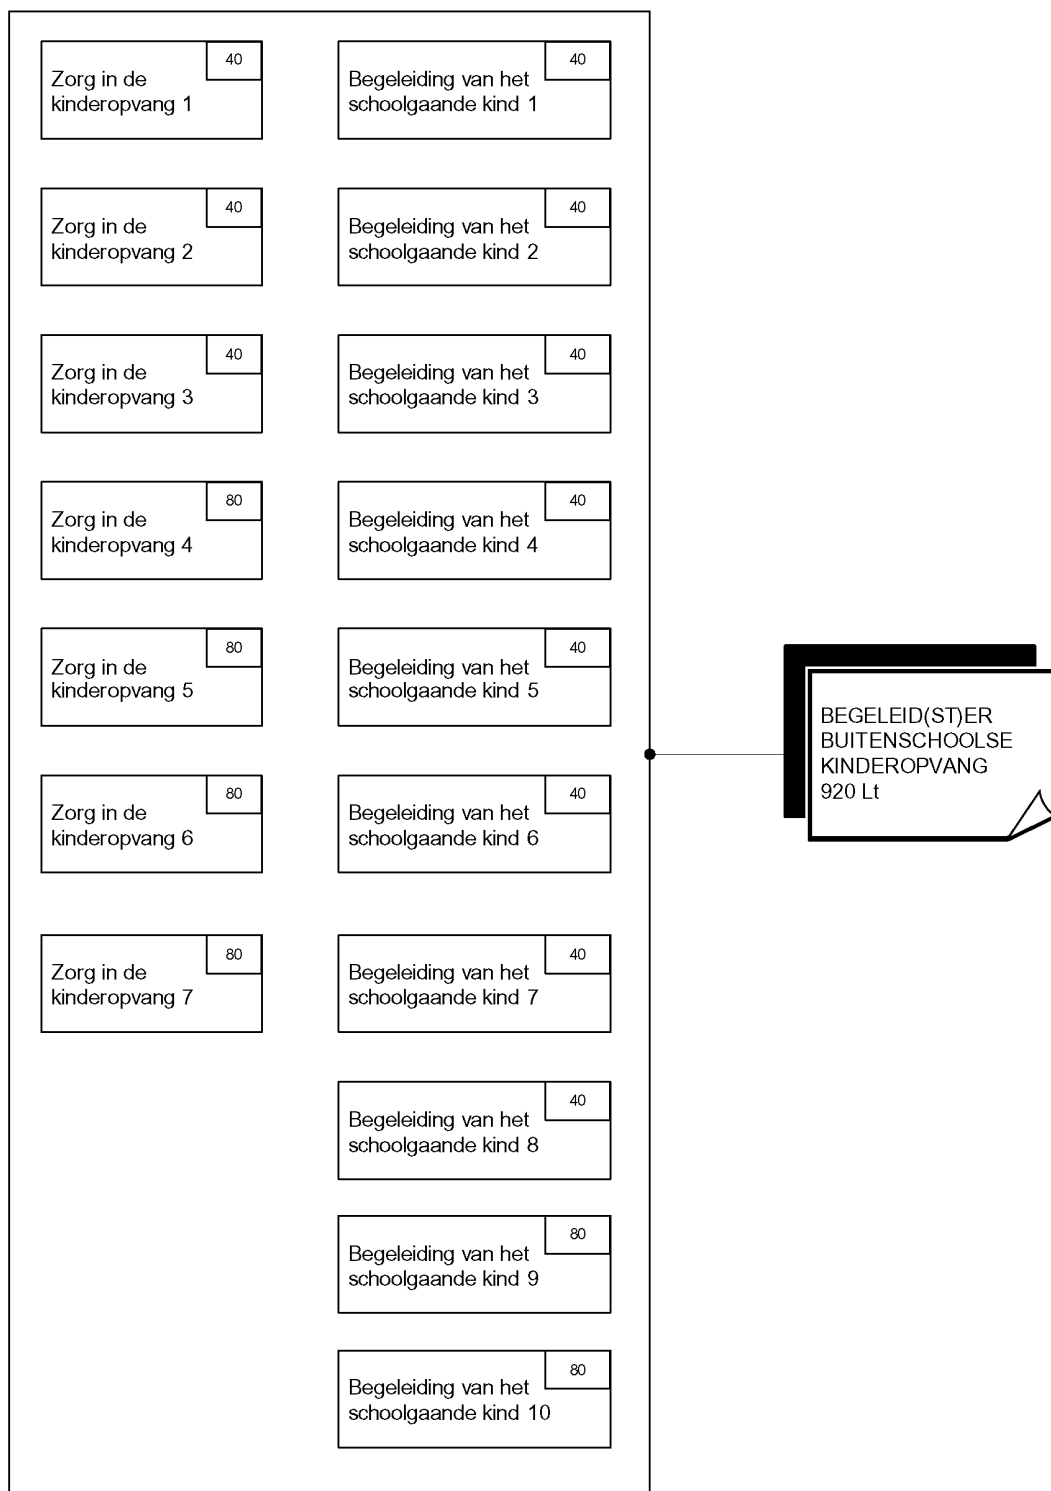 40
Zorg in de
kinderopvang 1
40
Begeleiding van het
schoolgaande kind 1
40
Zorg in de
kinderopvang 2
40
Begeleiding van het
schoolgaande kind 2
40
Zorg in de
kinderopvang 3
40
Begeleiding van het
schoolgaande kind 3
80
Zorg in de
kinderopvang 4
40
Begeleiding van het
schoolgaande kind 4
80
Zorg in de
kinderopvang 5
40
Begeleiding van het
schoolgaande kind 5
80
Zorg in de
kinderopvang 6
40
Begeleiding van het
schoolgaande kind 6
80
Zorg in de
kinderopvang 7
40
Begeleiding van het
schoolgaande kind 7
40
Begeleiding van het
schoolgaande kind 8
80
Begeleiding van het
schoolgaande kind 9
80
Begeleiding van het
schoolgaande kind 10
BEGELEID(ST)ER
BUITENSCHOOLSE
KINDEROPVANG
920 Lt